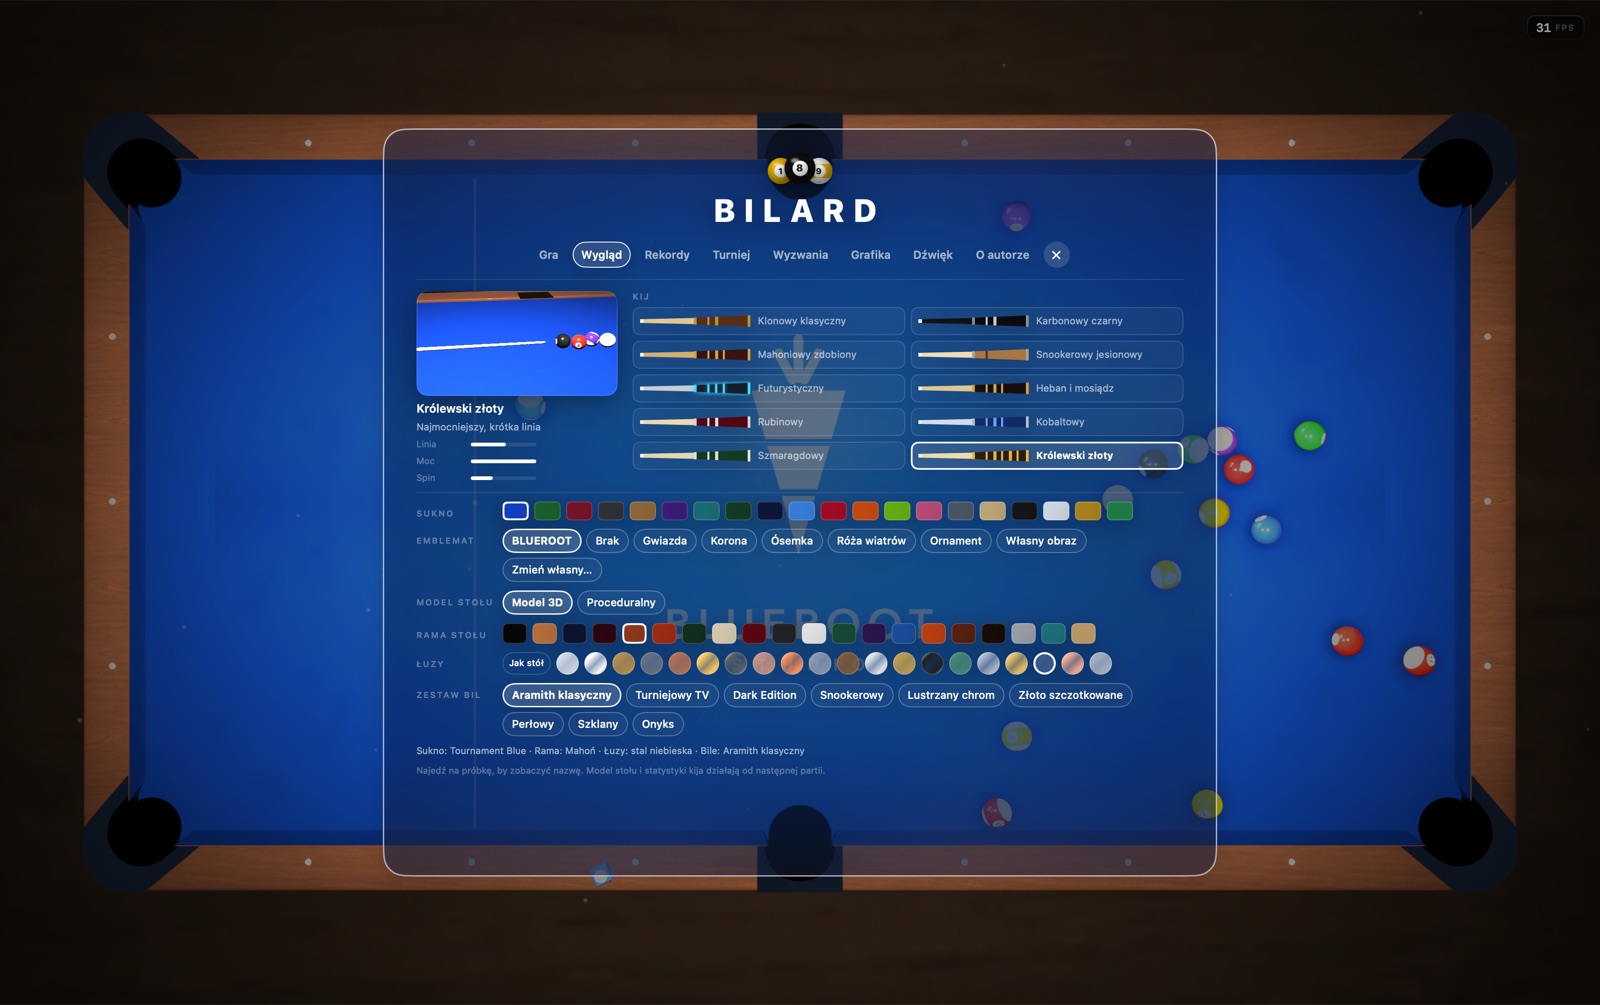 31 FPS
1 8 9
BILARD
Gra Wygląd Rekordy Turniej Wyzwania Grafika Dźwięk O autorze ✕
KIJ
Klonowy klasyczny Karbonowy czarny
Mahoniowy zdobiony Snookerowy jesionowy
Futurystyczny Heban i mosiądz
Królewski złoty
Najmocniejszy, krótka linia
Rubinowy Kobaltowy
Linia
Moc
Szmaragdowy Królewski złoty
Spin
SUKNO
EMBLEMAT BLUEROOT Brak Gwiazda Korona Ósemka Róża wiatrów Ornament Własny obraz
Zmień własny...
MODEL STOŁU Model 3D Proceduralny
BLUEROOT
RAMA STOŁU
ŁUZY Jak stół
ZESTAW BIL Aramith klasyczny Turniejowy TV Dark Edition Snookerowy Lustrzany chrom Złoto szczotkowane
Perłowy Szklany Onyks
Sukno: Tournament Blue · Rama: Mahoń · Łuzy: stal niebieska · Bile: Aramith klasyczny
Najedź na próbkę, by zobaczyć nazwę. Model stołu i statystyki kija działają od następnej partii.